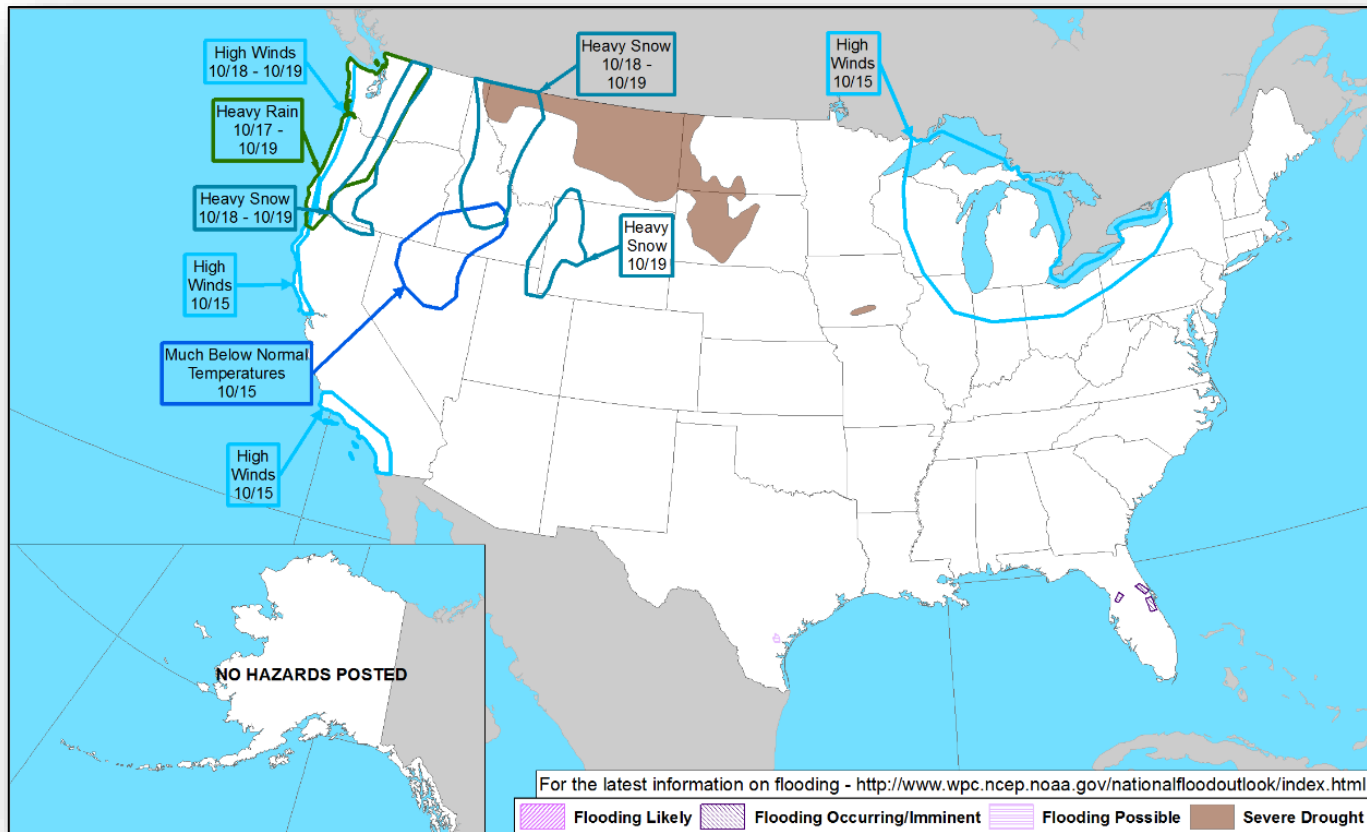 High Winds
10/18 - 10/19
Heavy Rain
10/17 -
10/19
Heavy Snow
10/18 - 10/19
High
Winds
10/15
Much Below Normal
Temperatures
10/15
High
Winds
10/15
Heavy Snow
10/18 -
10/19
Heavy
Snow
10/19
High
Winds
10/15
NO HAZARDS POSTED
For the latest information on flooding - http://www.wpc.ncep.noaa.gov/nationalfloodoutlook/index.html
Flooding Likely
Flooding Occurring/Imminent
Flooding Possible
Severe Drought